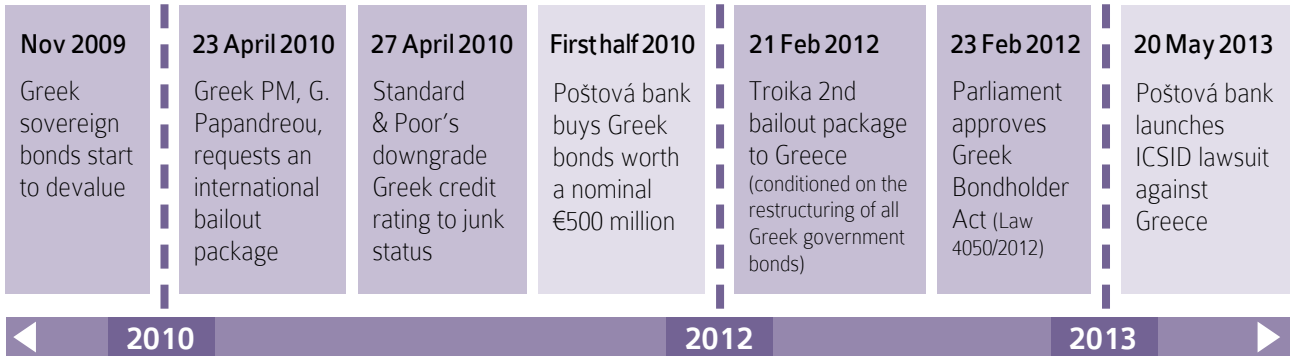 Nov 2009
Greek
sovereign
bonds start
to devalue
23 April 2010
Greek PM, G.
Papandreou,
requests an
international
bailout
package
27 April 2010
Standard
& Poor’s
downgrade
Greek credit
rating to junk
status
First half 2010
Poštová bank
buys Greek
bonds worth
a nominal
€500 million
21 Feb 2012
Troika 2nd
bailout package
to Greece
(conditioned on the
restructuring of all
Greek government
bonds)
23 Feb 2012
Parliament
approves
Greek
Bondholder
Act (Law
4050/2012)
20 May 2013
Poštová bank
launches
ICSID lawsuit
against
Greece
2010
2012
2013